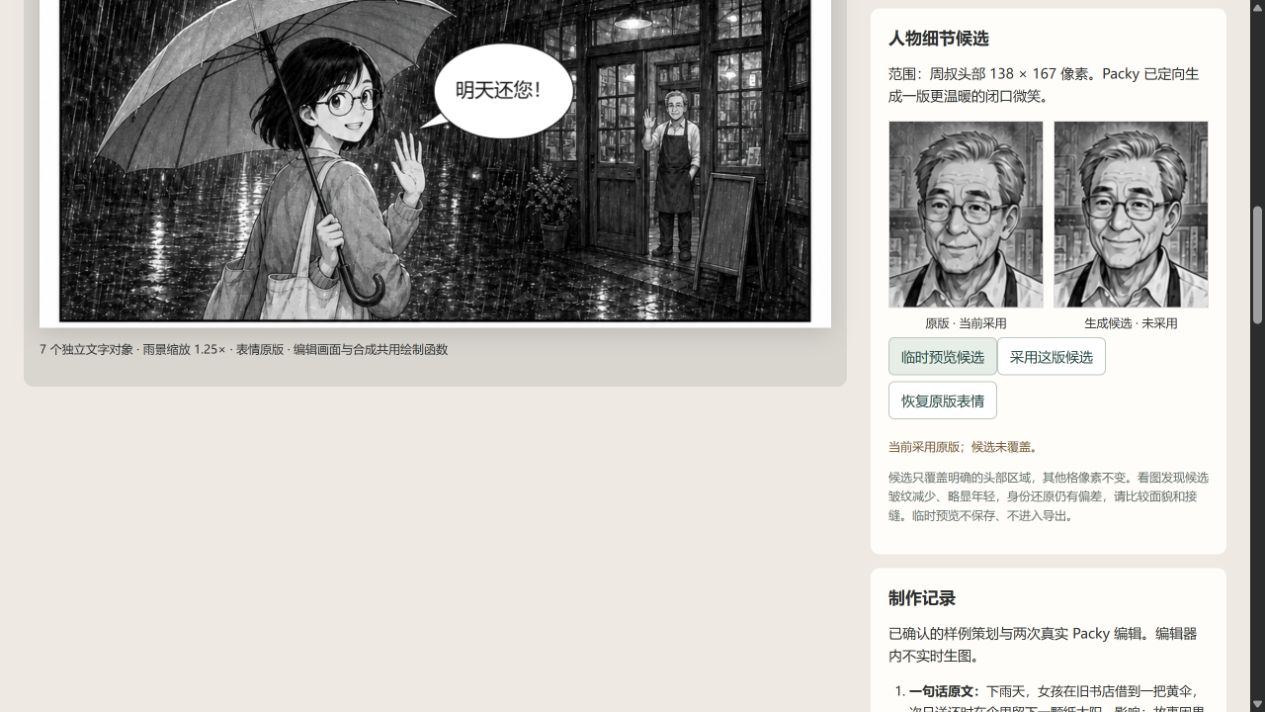 明天还您！
7 个独立文字对象 · 雨景缩放 1.25× · 表情原版 · 编辑画面与合成共用绘制函数
人物细节候选
范围：周叔头部 138 × 167 像素。Packy 已定向生
成一版更温暖的闭口微笑。
原版 · 当前采用
生成候选 · 未采用
临时预览候选
采用这版候选
恢复原版表情
当前采用原版；候选未覆盖。
候选只覆盖明确的头部区域，其他格像素不变。看图发现候选
皱纹减少、略显年轻，身份还原仍有偏差，请比较面貌和接
缝。临时预览不保存、不进入导出。
制作记录
已确认的样例策划与两次真实 Packy 编辑。编辑器
内不实时生图。
1. 一句话原文：下雨天，女孩在旧书店借到一把黄伞，